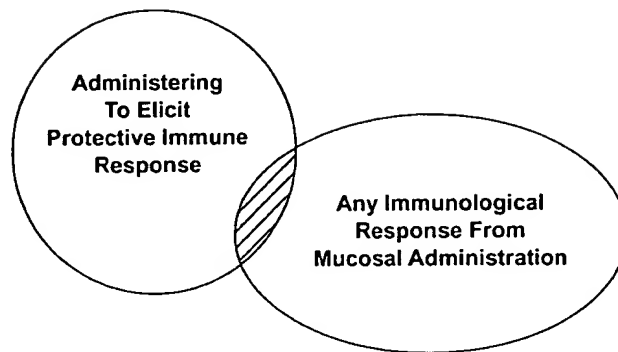 Administering
To Elicit
Protective Immune
Response
Any Immunological
Response From
Mucosal Administration